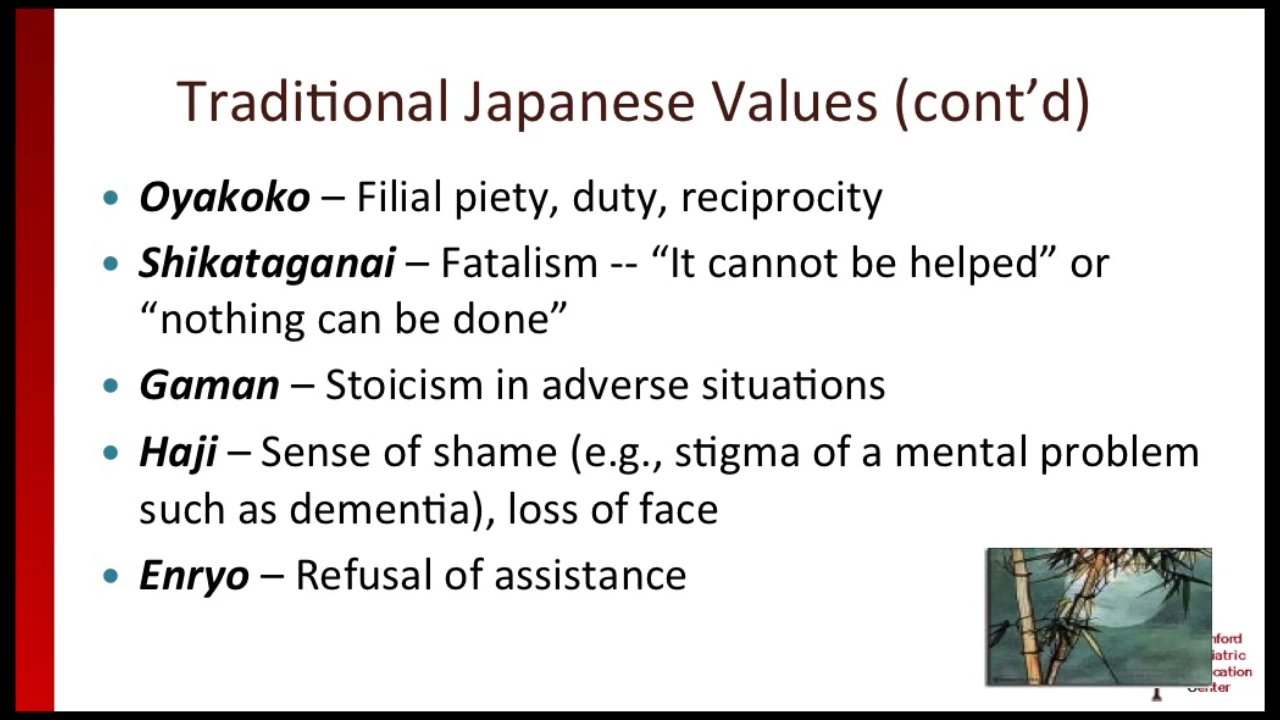 Traditional Japanese Values (cont’d)
• Oyakoko – Filial piety, duty, reciprocity
• Shikataganai – Fatalism -- “It cannot be helped” or
“nothing can be done”
• Gaman – Stoicism in adverse situations
• Haji – Sense of shame (e.g., stigma of a mental problem
such as dementia), loss of face
• Enryo – Refusal of assistance